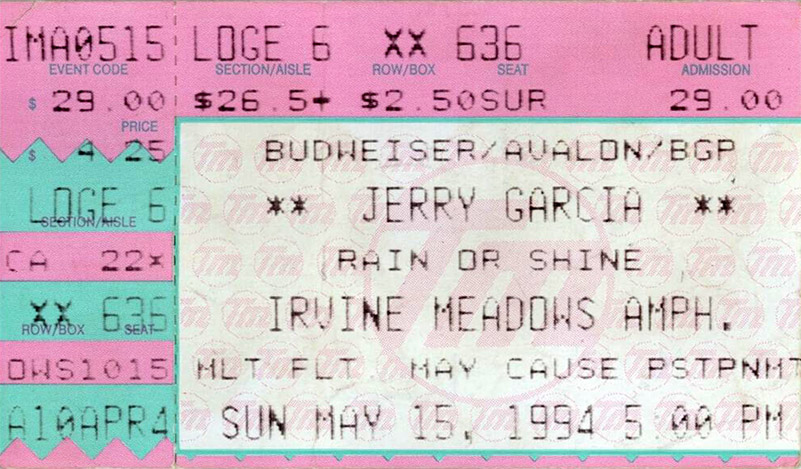 IMA0515 LOGE 6 XX 636 ADULT
EVENT CODE SECTION/AISLE ROW/BOX SEAT ADMISSION
$ 29.00 $26.5+ $2.50SUR 29.00
PRICE
$ 4.25 BUDWEISER/AVALON/BGP
LOGE 6 ** JERRY GARCIA **
SECTION/AISLE
CA 22* RAIN OR SHINE
XX 636 IRVINE MEADOWS AMPH.
ROW/BOX SEAT
OWS1015 MLT FLT. MAY CAUSE PSTPNMT
A10APR4 SUN MAY 15, 1994 5:00 PM